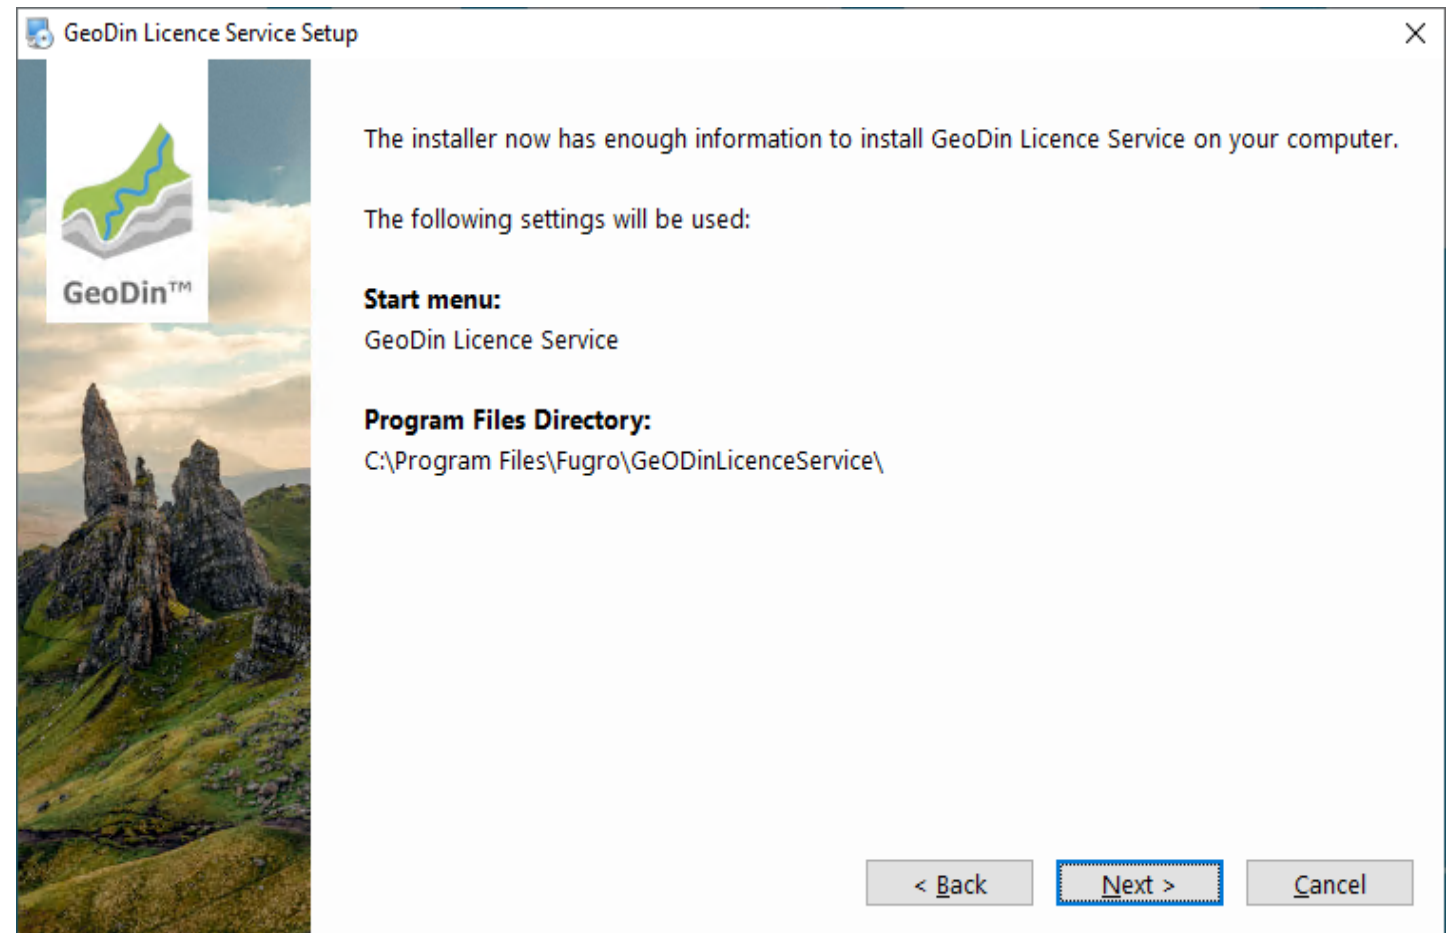 GeoDin Licence Service Setup
GeoDin™
The installer now has enough information to install GeoDin Licence Service on your computer.
The following settings will be used:
Start menu:
GeoDin Licence Service
Program Files Directory:
C:\Program Files\Fugro\GeODinLicenceService\
< Back
Next >
Cancel